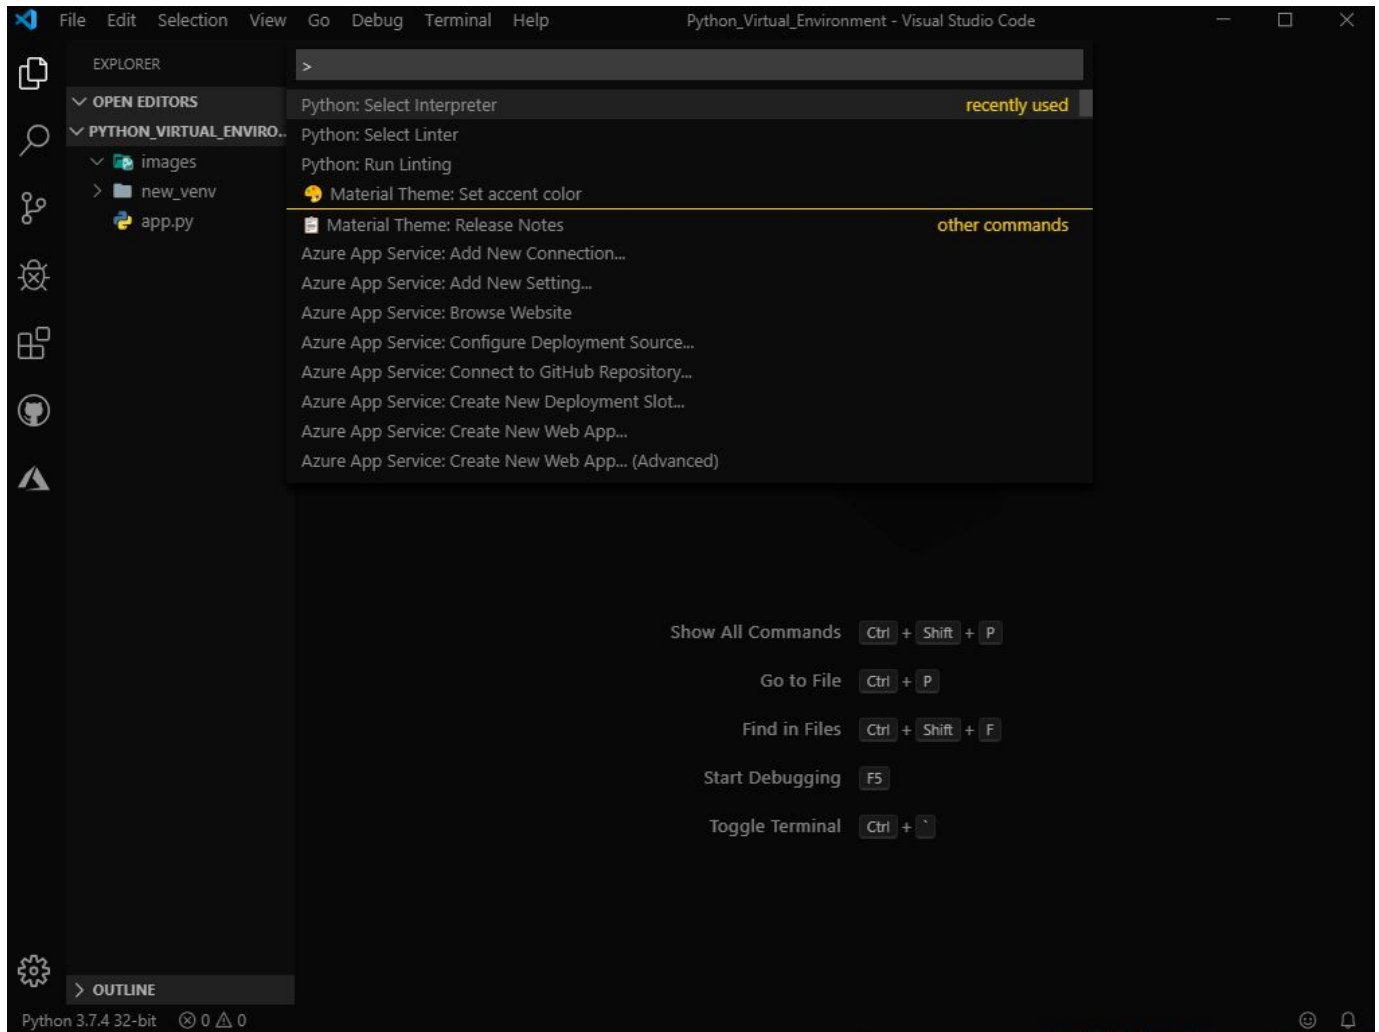 File Edit Selection View Go Debug Terminal Help Python_Virtual_Environment - Visual Studio Code
EXPLORER
>
OPEN EDITORS
PYTHON_VIRTUAL_ENVIRO...
images
new_venv
app.py
Python: Select Interpreter recently used
Python: Select Linter
Python: Run Linting
Material Theme: Set accent color
Material Theme: Release Notes other commands
Azure App Service: Add New Connection...
Azure App Service: Add New Setting...
Azure App Service: Browse Website
Azure App Service: Configure Deployment Source...
Azure App Service: Connect to GitHub Repository...
Azure App Service: Create New Deployment Slot...
Azure App Service: Create New Web App...
Azure App Service: Create New Web App... (Advanced)
Show All Commands Ctrl + Shift + P
Go to File Ctrl + P
Find in Files Ctrl + Shift + F
Start Debugging F5
Toggle Terminal Ctrl + `
OUTLINE
Python 3.7.4 32-bit 0 0